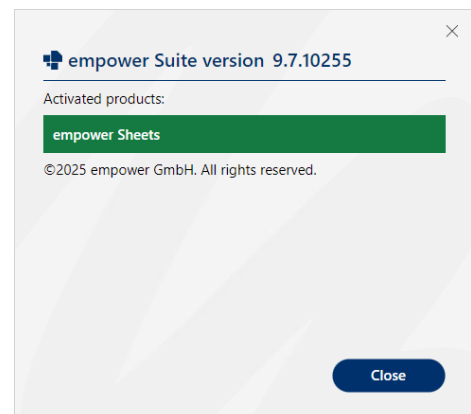 empower Suite version 9.7.10255
Activated products:
empower Sheets
©2025 empower GmbH. All rights reserved.
Close